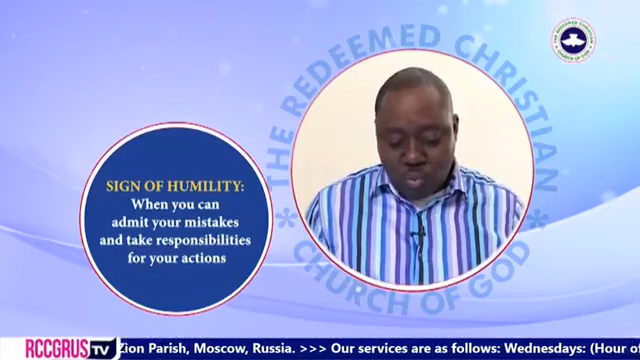 THE REDEEMED CHRISTIAN
CHURCH OF GOD
THE REDEEMED CHRISTIAN
CHURCH OF GOD
SIGN OF HUMILITY:
When you can
admit your mistakes
and take responsibilities
for your actions
RCCGRUS TV
Zion Parish, Moscow, Russia. >>> Our services are as follows: Wednesdays: (Hour of